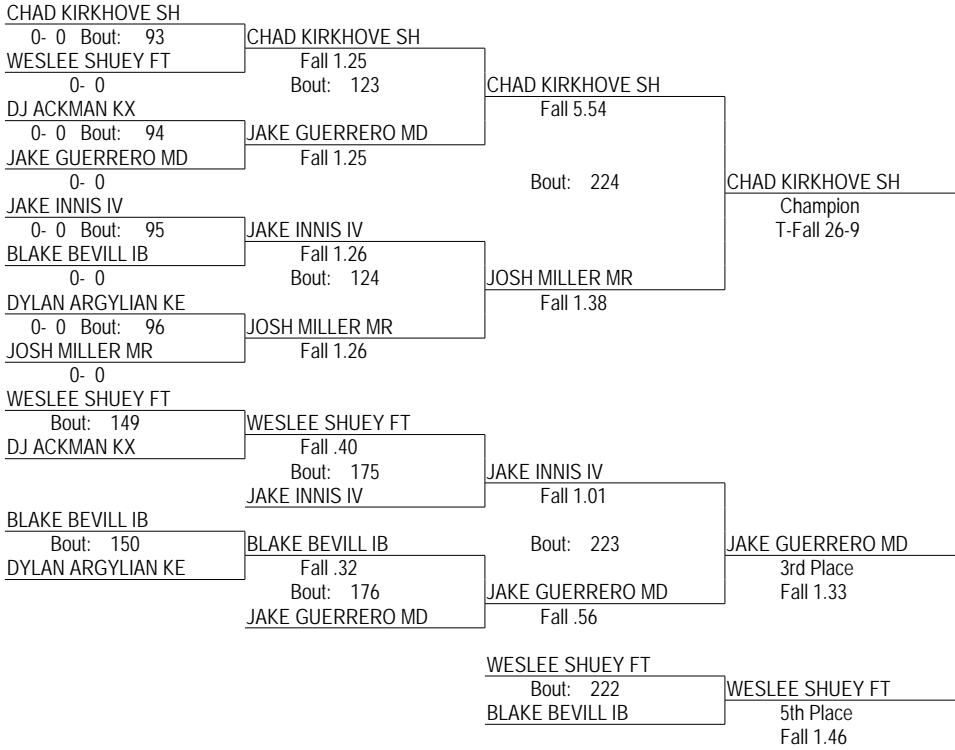 CHAD KIRKHOVE SH
0- 0 Bout: 93
CHAD KIRKHOVE SH
WESLEE SHUEY FT
Fall 1.25
0- 0
Bout: 123
CHAD KIRKHOVE SH
DJ ACKMAN KX
Fall 5.54
0- 0 Bout: 94
JAKE GUERRERO MD
JAKE GUERRERO MD
Fall 1.25
0- 0
Bout: 224
CHAD KIRKHOVE SH
JAKE INNIS IV
Champion
0- 0 Bout: 95
JAKE INNIS IV
T-Fall 26-9
BLAKE BEVILL IB
Fall 1.26
0- 0
Bout: 124
JOSH MILLER MR
DYLAN ARGYLIAN KE
Fall 1.38
0- 0 Bout: 96
JOSH MILLER MR
JOSH MILLER MR
Fall 1.26
0- 0
WESLEE SHUEY FT
Bout: 149
WESLEE SHUEY FT
DJ ACKMAN KX
Fall .40
Bout: 175
JAKE INNIS IV
JAKE INNIS IV
Fall 1.01
BLAKE BEVILL IB
Bout: 150
BLAKE BEVILL IB
Bout: 223
JAKE GUERRERO MD
DYLAN ARGYLIAN KE
Fall .32
3rd Place
Bout: 176
JAKE GUERRERO MD
Fall 1.33
JAKE GUERRERO MD
Fall .56
WESLEE SHUEY FT
Bout: 222
WESLEE SHUEY FT
BLAKE BEVILL IB
5th Place
Fall 1.46